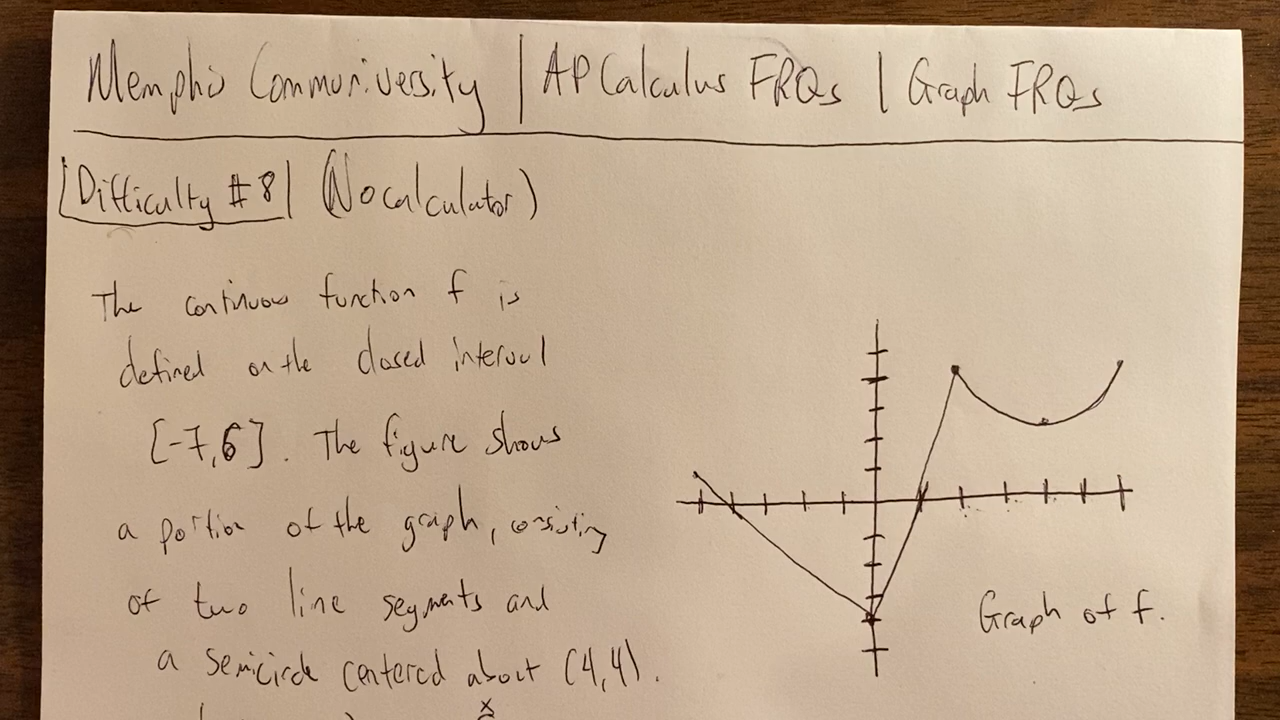 Memphis Communiversity | AP Calculus FRQs | Graph FRQs
Difficulty #8 (No calculator)
The continuous function f is
defined on the closed interval
[-7,6]. The figure shows
a portion of the graph, consisting
of two line segments and
a semicircle centered about (4,4).
Graph of f.
x